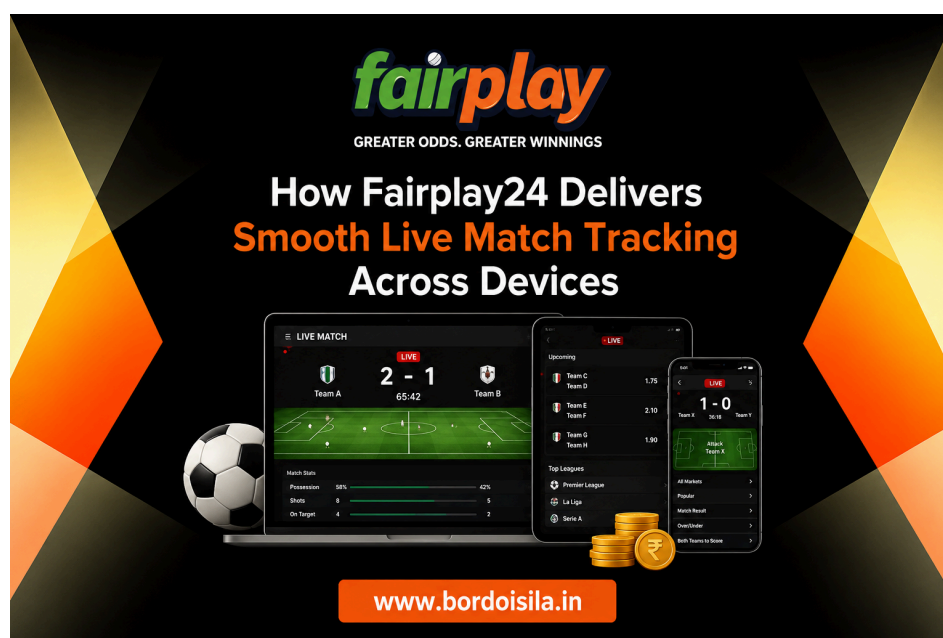 fairplay
GREATER ODDS. GREATER WINNINGS
How Fairplay24 Delivers
Smooth Live Match Tracking
Across Devices
LIVE MATCH
LIVE
2 - 1
65:42
Team A
Team B
Match Stats
Possession 58% 42%
Shots 8 5
On Target 4 2
LIVE
Upcoming
Team C
Team D
1.75
Team E
Team F
2.10
Team G
Team H
1.90
Top Leagues
Premier League
La Liga
Serie A
LIVE
1 - 0
Team X 36:18 Team Y
Attack
Team X
All Markets
Popular
Match Result
Over/Under
Both Teams to Score
₹
www.bordoisila.in